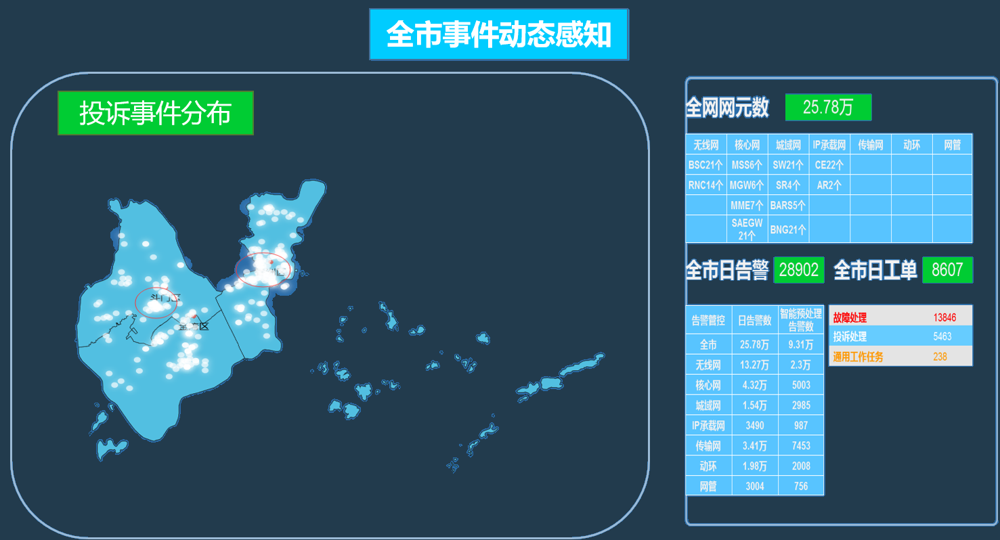 全市事件动态感知
投诉事件分布
斗门区
全网网元数 25.78万
无线网 核心网 城域网 IP承载网 传输网 动环 网管
BSC21个 MSS6个 SW21个 CE22个
RNC14个 MGW6个 SR4个 AR2个
MME7个 BARS5个
SAEGW
21个 BNG21个
全市日告警 28902 全市日工单 8607
告警管控 日告警数 智能预处理
告警数
全市 25.78万 9.31万
无线网 13.27万 2.3万
核心网 4.32万 5003
城域网 1.54万 2985
IP承载网 3490 987
传输网 3.41万 7453
动环 1.98万 2008
网管 3004 756
故障处理 13846
投诉处理 5463
通用工作任务 238